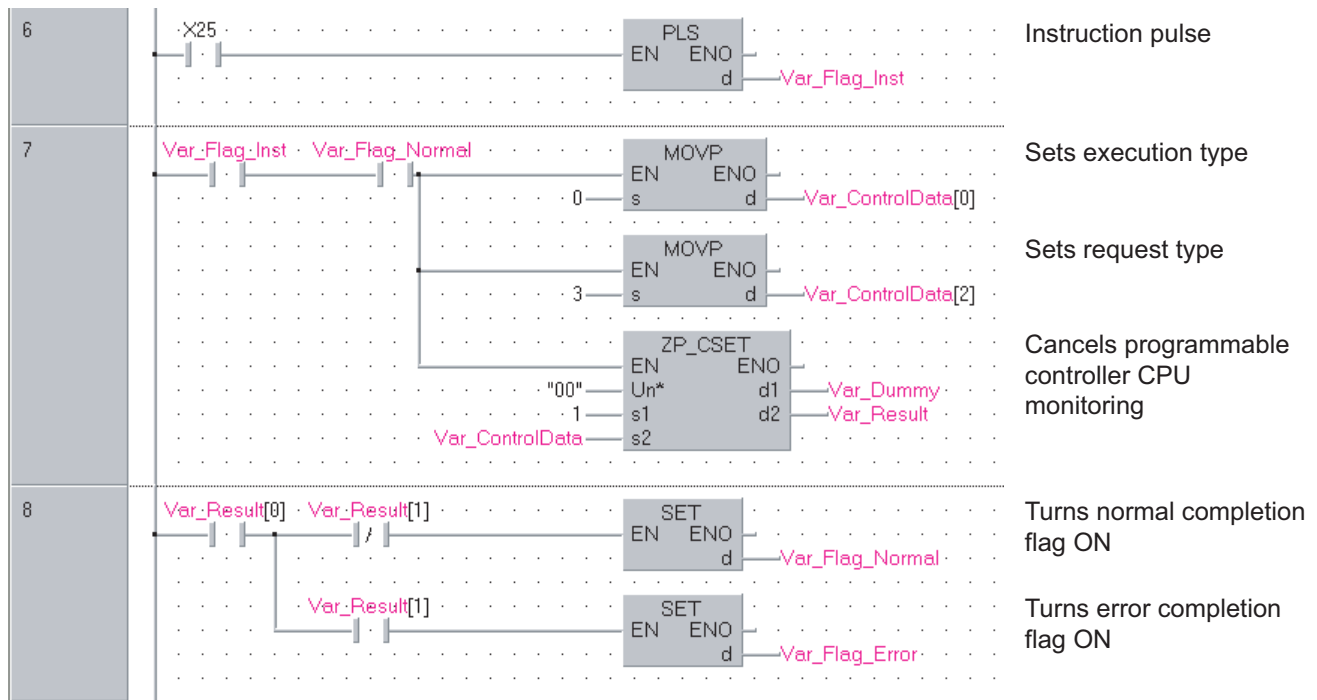 6
X25
PLS
EN ENO
d Var_Flag_Inst
Instruction pulse
7
Var_Flag_Inst Var_Flag_Normal
MOVP
EN ENO
0 s d Var_ControlData[0]
Sets execution type
MOVP
EN ENO
3 s d Var_ControlData[2]
Sets request type
ZP_CSET
EN ENO
"00" Un* d1 Var_Dummy
1 s1 d2 Var_Result
Var_ControlData s2
Cancels programmable
controller CPU
monitoring
8
Var_Result[0] Var_Result[1]
SET
EN ENO
d Var_Flag_Normal
Turns normal completion
flag ON
Var_Result[1]
SET
EN ENO
d Var_Flag_Error
Turns error completion
flag ON